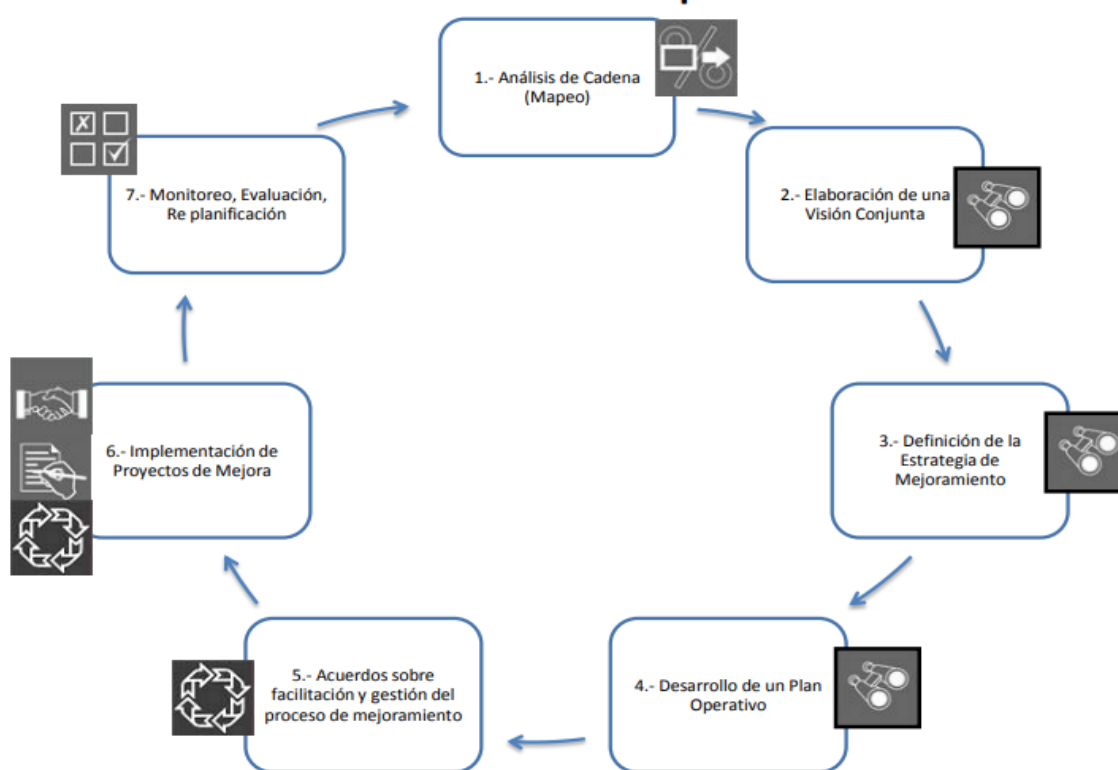 1.- Análisis de Cadena
(Mapeo)
2.- Elaboración de una
Visión Conjunta
3.- Definición de la
Estrategia de
Mejoramiento
4.- Desarrollo de un Plan
Operativo
5.- Acuerdos sobre
facilitación y gestión del
proceso de mejoramiento
6.- Implementación de
Proyectos de Mejora
7.- Monitoreo, Evaluación,
Re planificación